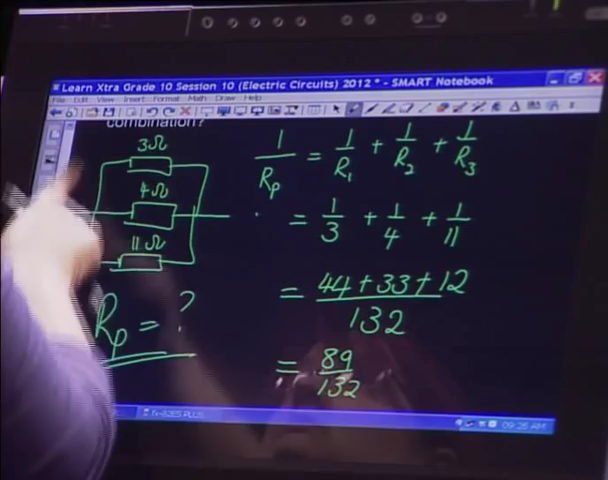 Learn Xtra Grade 10 Session 10 (Electric Circuits) 2012 * - SMART Notebook
File Edit View Insert Format Math Draw Help
combination?
3Ω
4Ω
11Ω
Rp = ?
1/Rp = 1/R1 + 1/R2 + 1/R3
= 1/3 + 1/4 + 1/11
= 44+33+12/132
= 89/132
09:26 AM